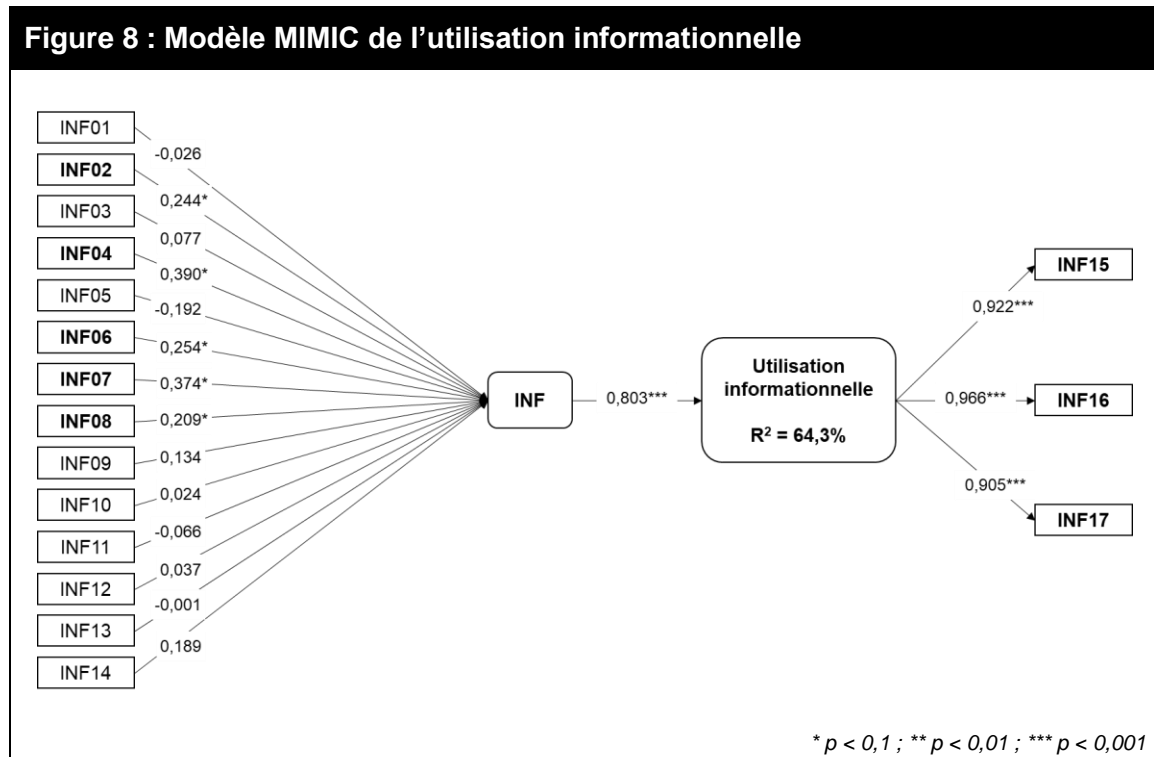 Figure 8 : Modèle MIMIC de l’utilisation informationnelle
INF01
-0,026
INF02
0,244*
INF03
0,077
INF04
0,390*
INF05
-0,192
INF06
0,254*
INF07
0,374*
INF08
0,209*
INF09
0,134
INF10
0,024
INF11
-0,066
INF12
0,037
INF13
-0,001
INF14
0,189
INF
0,803***
Utilisation
informationnelle
R² = 64,3%
0,922***
INF15
0,966***
INF16
0,905***
INF17
* p < 0,1 ; ** p < 0,01 ; *** p < 0,001